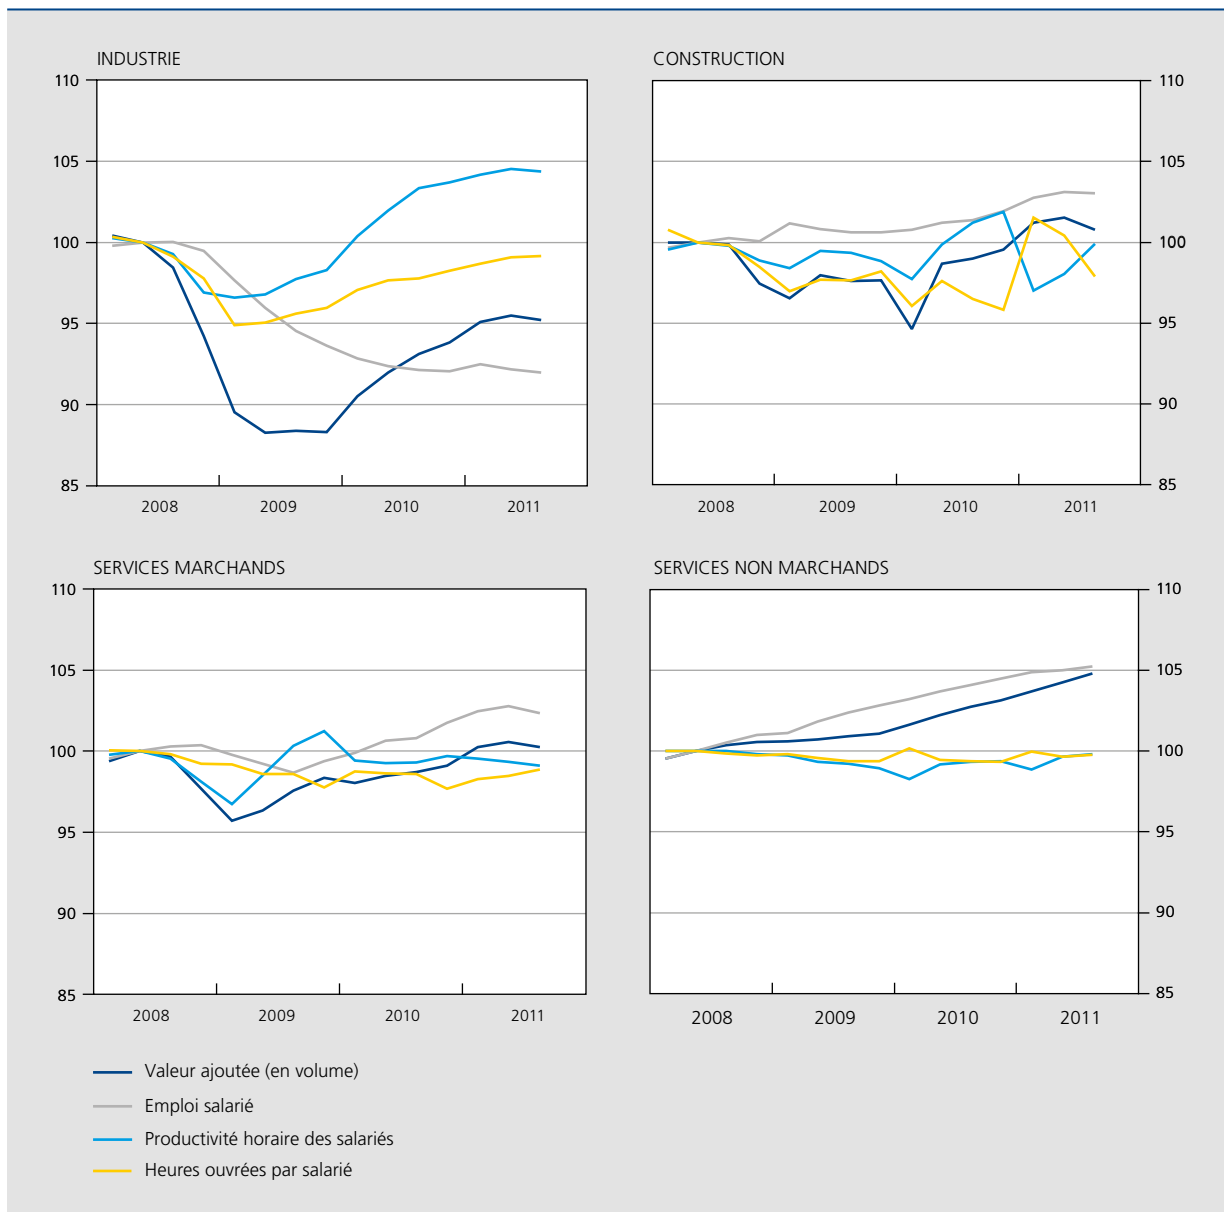 INDUSTRIE
110
105
100
95
90
85
2008 2009 2010 2011
CONSTRUCTION
110
105
100
95
90
85
2008 2009 2010 2011
SERVICES MARCHANDS
110
105
100
95
90
85
2008 2009 2010 2011
SERVICES NON MARCHANDS
110
105
100
95
90
85
2008 2009 2010 2011
Valeur ajoutée (en volume)
Emploi salarié
Productivité horaire des salariés
Heures ouvrées par salarié